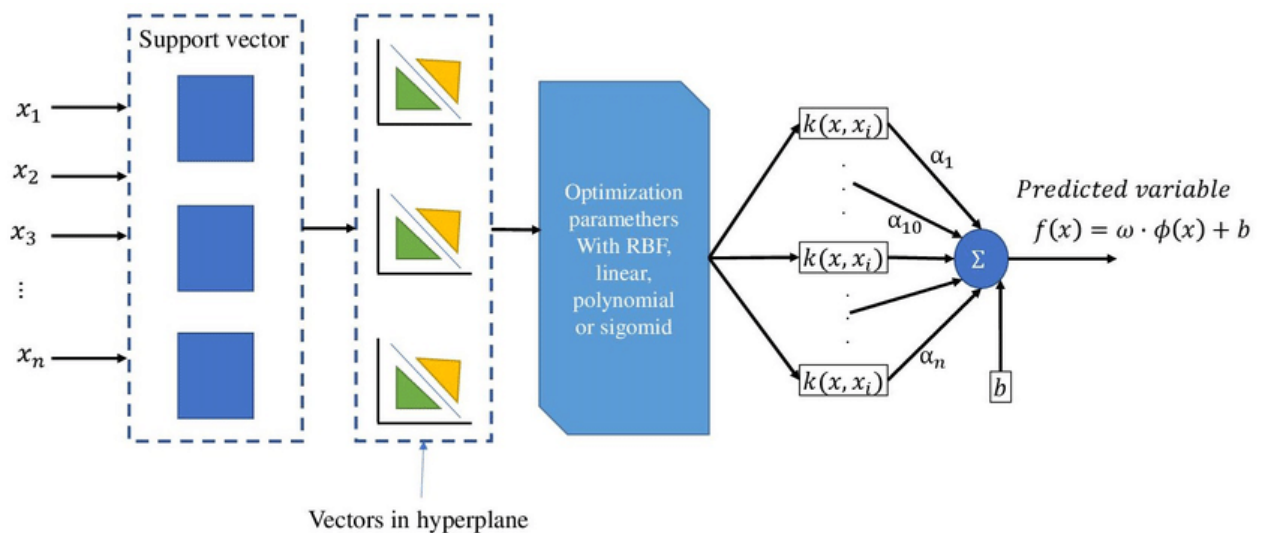 Support vector
x₁
x₂
x₃
⋮
xₙ
Vectors in hyperplane
Optimization
paramethers
With RBF,
linear,
polynomial
or sigomid
k(x, xᵢ)
k(x, xᵢ)
k(x, xᵢ)
α₁
α₁₀
αₙ
Σ
b
Predicted variable
f(x) = ω · ϕ(x) + b